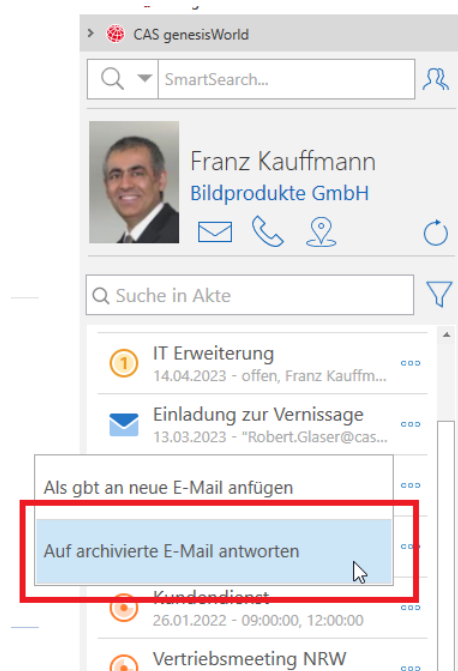 CAS genesisWorld
SmartSearch...
Franz Kauffmann
Bildprodukte GmbH
Suche in Akte
1
IT Erweiterung
14.04.2023 - offen, Franz Kauffm...
Einladung zur Vernissage
13.03.2023 - "Robert.Glaser@cas...
Als gbt an neue E-Mail anfügen
Auf archivierte E-Mail antworten
Kundendienst
26.01.2022 - 09:00:00, 12:00:00
Vertriebsmeeting NRW